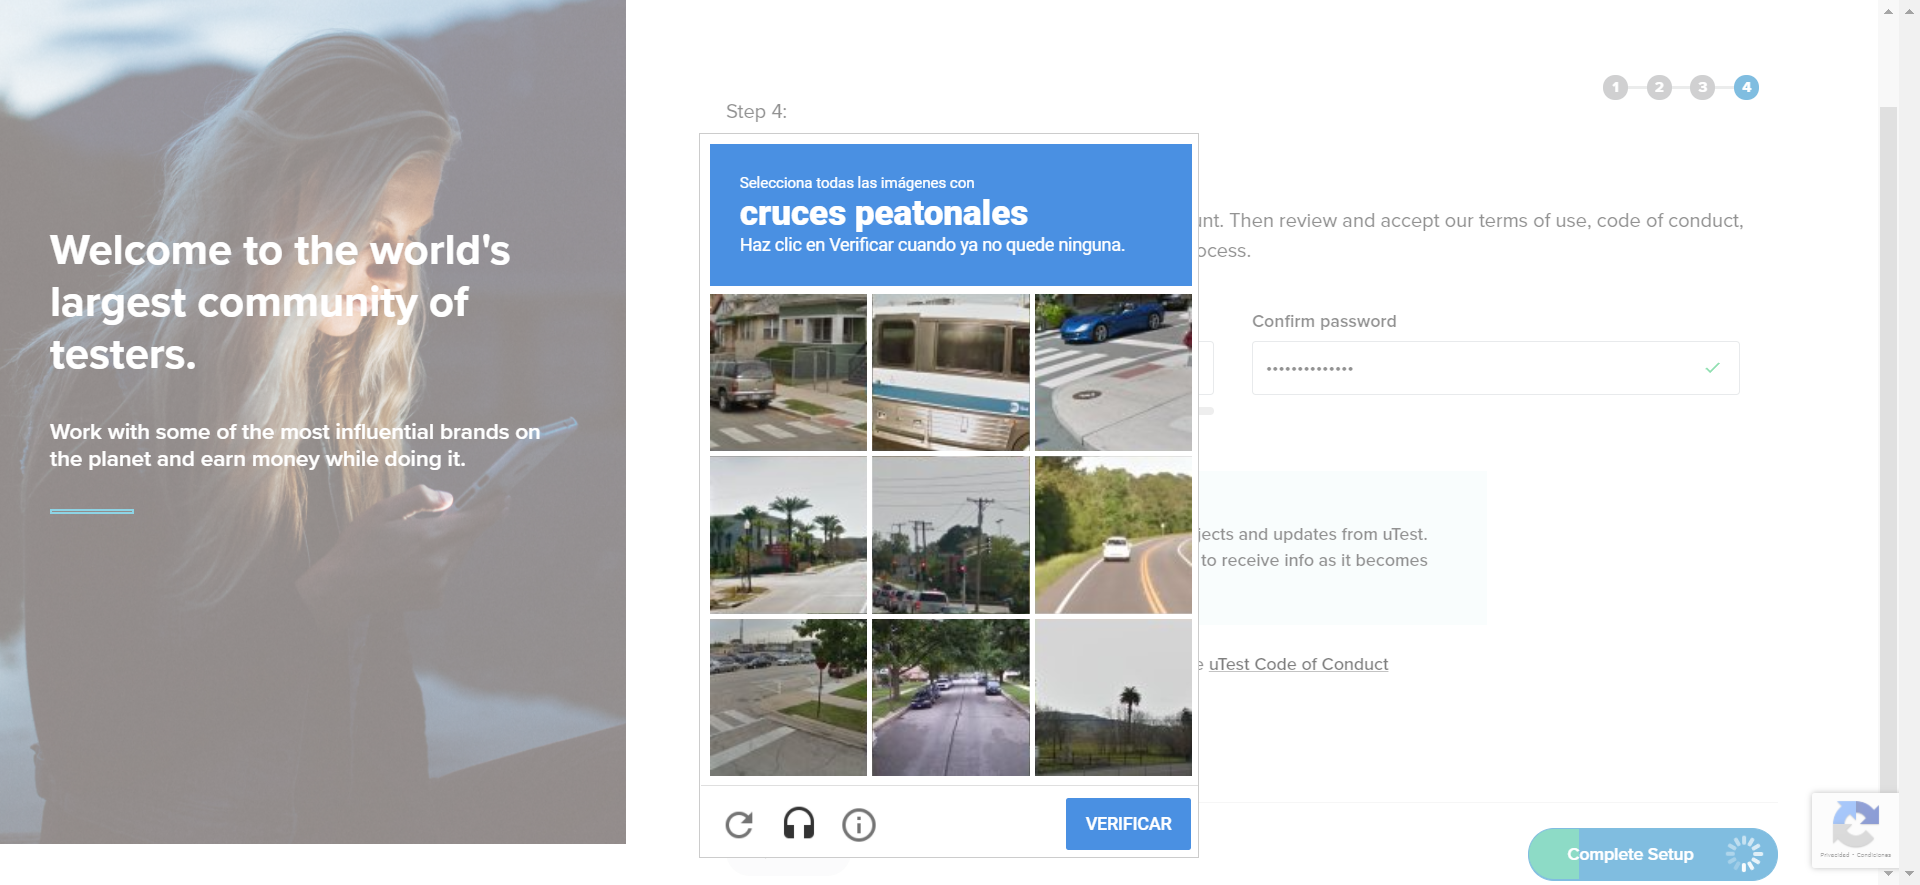 Welcome to the world's
largest community of
testers.
Work with some of the most influential brands on
the planet and earn money while doing it.
1 2 3 4
Step 4:
Selecciona todas las imágenes con
cruces peatonales
Haz clic en Verificar cuando ya no quede ninguna.
unt. Then review and accept our terms of use, code of conduct,
ocess.
Confirm password
jects and updates from uTest.
to receive info as it becomes
e uTest Code of Conduct
VERIFICAR
Complete Setup
Privacidad - Condiciones